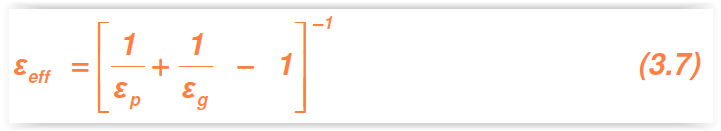 ε_eff = [ 1/ε_p + 1/ε_g − 1 ]^−1 (3.7)